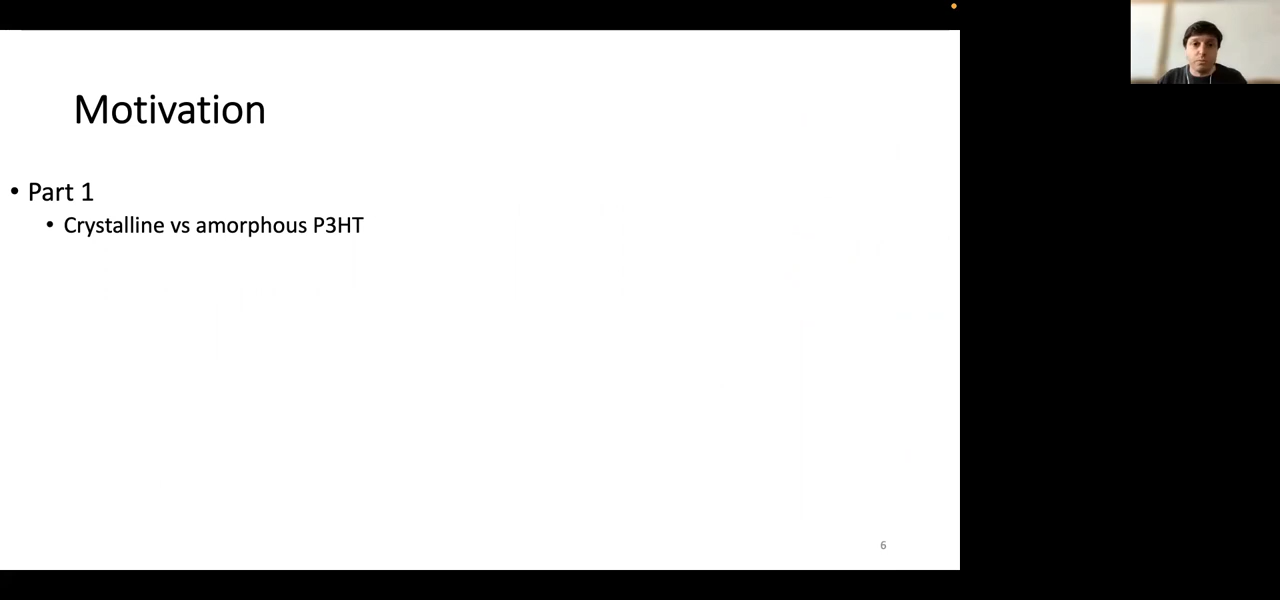 Motivation
• Part 1
• Crystalline vs amorphous P3HT
6